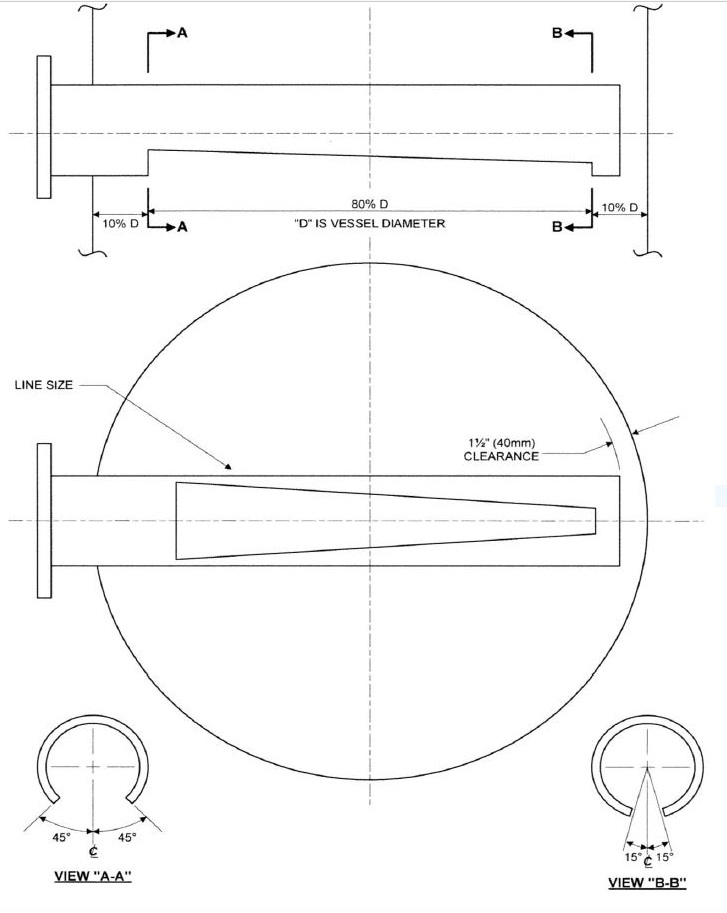 A
B
10% D
80% D
10% D
"D" IS VESSEL DIAMETER
A
B
LINE SIZE
1½" (40mm)
CLEARANCE
45°
45°
℄
VIEW "A-A"
15°
℄
15°
VIEW "B-B"